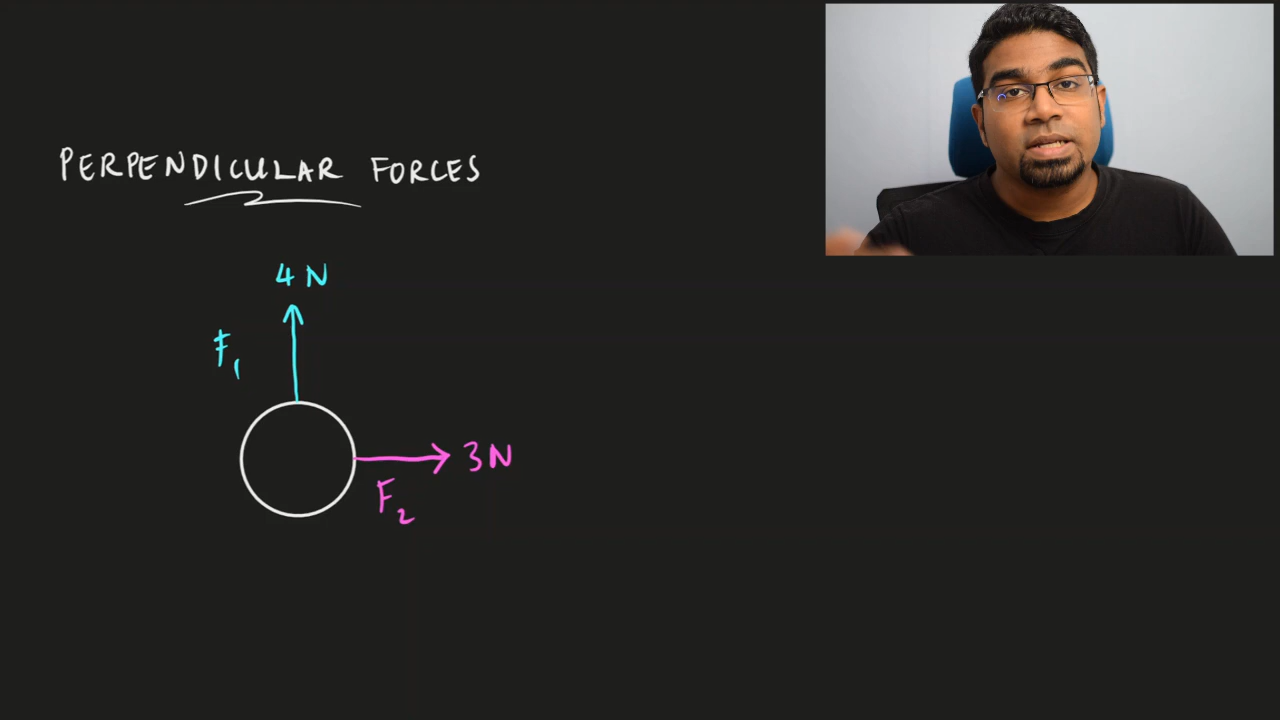 PERPENDICULAR FORCES
4 N
F₁
3 N
F₂